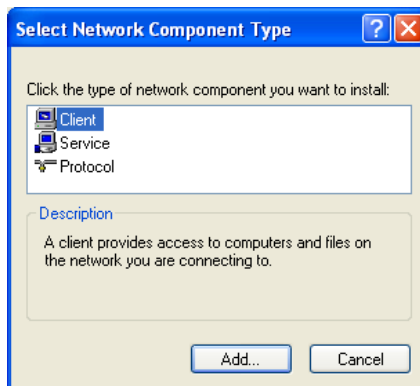 Select Network Component Type
Click the type of network component you want to install:
Client
Service
Protocol
Description
A client provides access to computers and files on
the network you are connecting to.
Add... Cancel